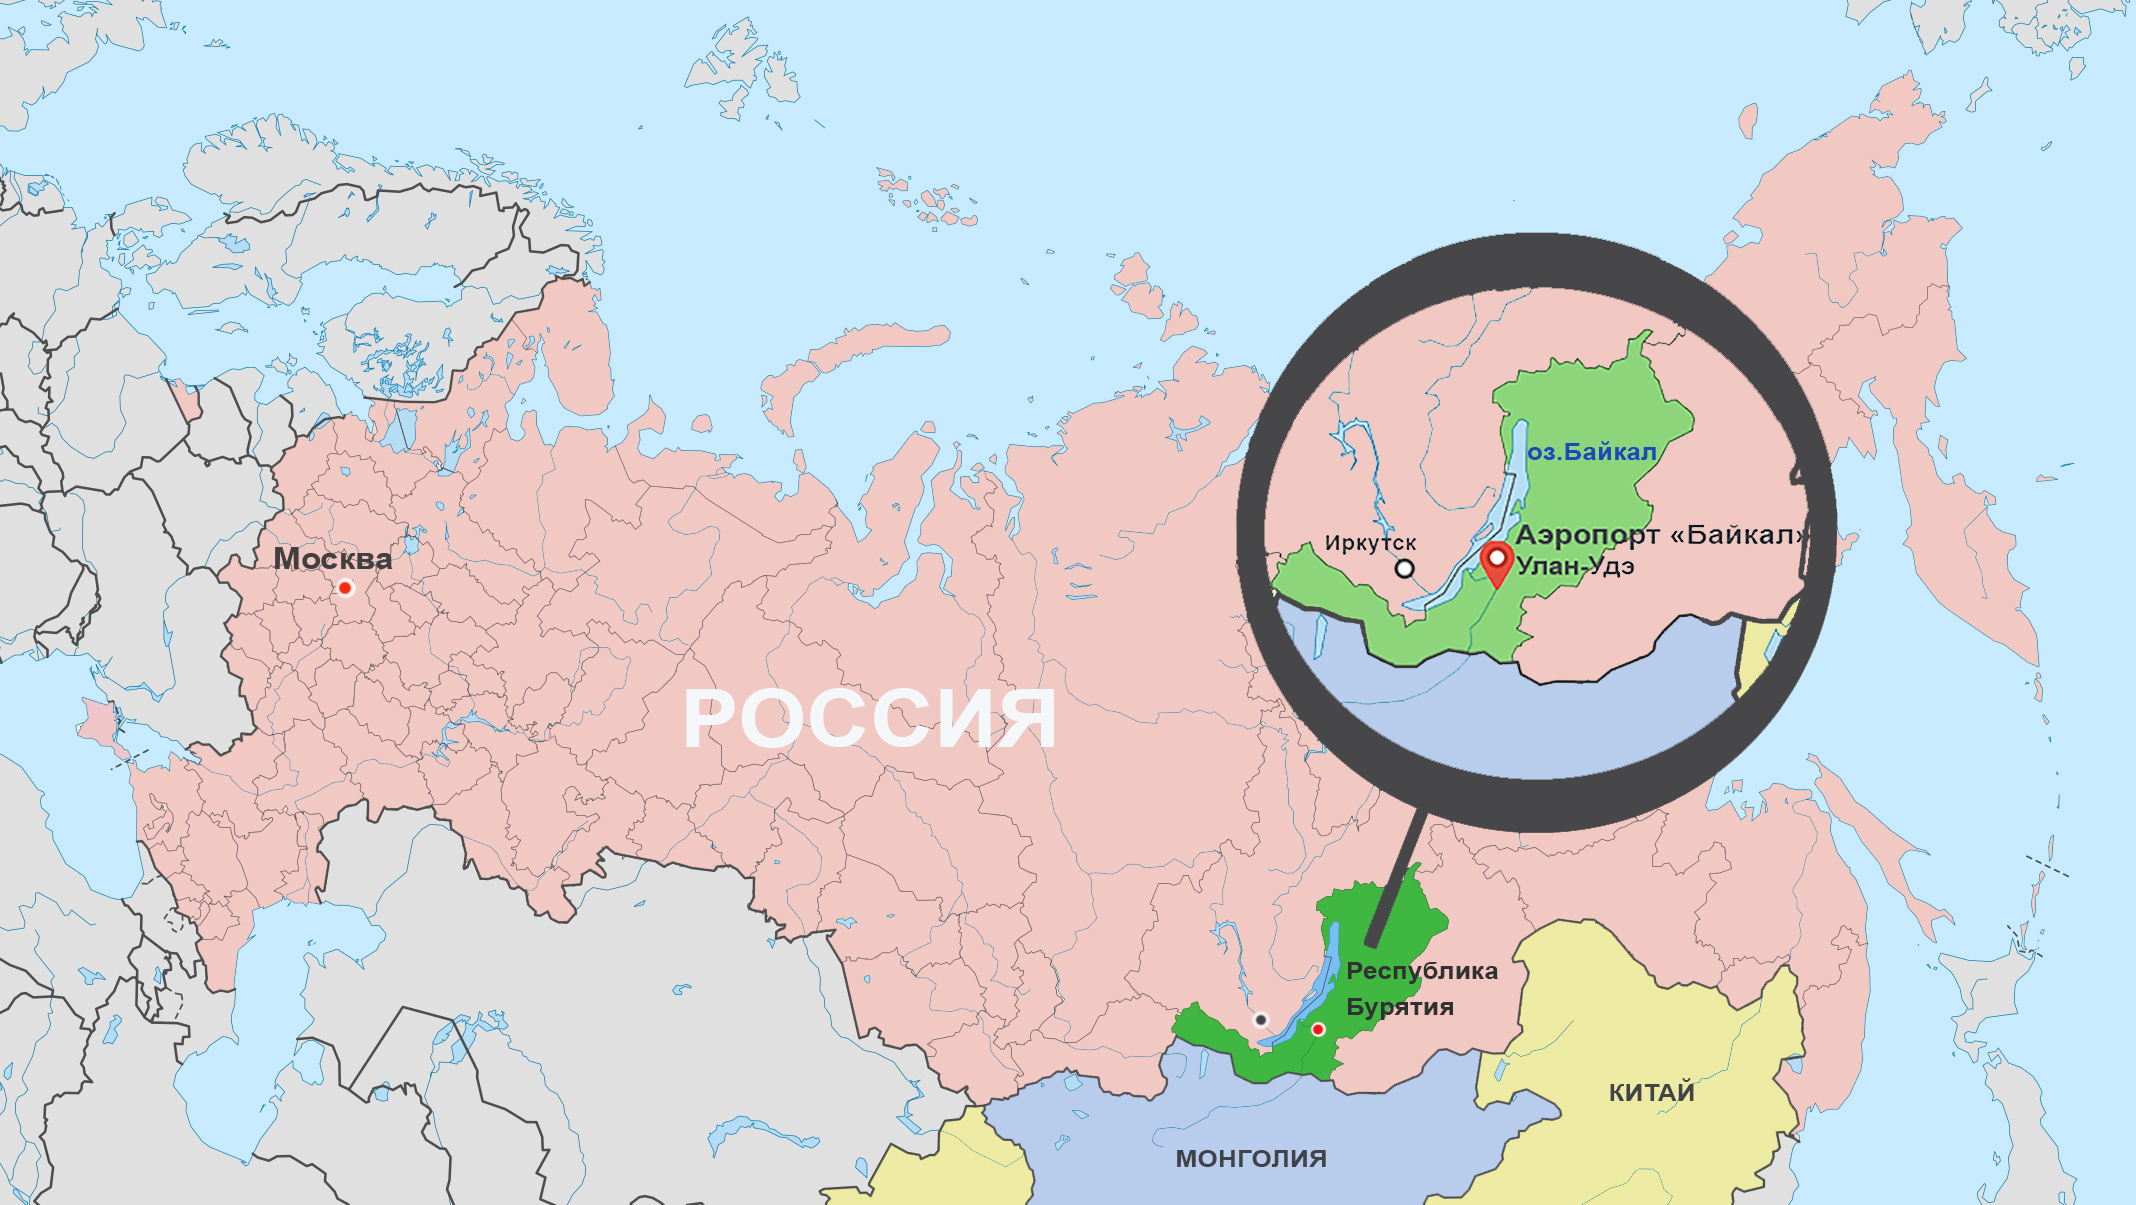 оз.Байкал
Аэропорт «Байкал»
Иркутск
Улан-Удэ
Москва
РОССИЯ
Республика
Бурятия
КИТАЙ
МОНГОЛИЯ